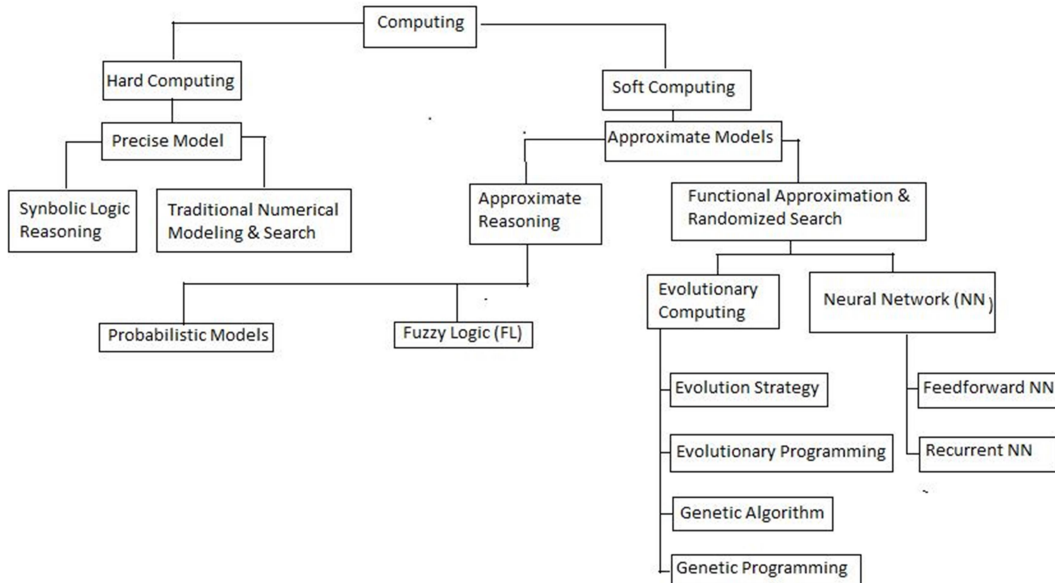 Computing
Hard Computing
Soft Computing
Precise Model
Approximate Models
Synbolic Logic
Reasoning
Traditional Numerical
Modeling & Search
Approximate
Reasoning
Functional Approximation &
Randomized Search
Probabilistic Models
Fuzzy Logic (FL)
Evolutionary
Computing
Neural Network (NN)
Evolution Strategy
Evolutionary Programming
Genetic Algorithm
Genetic Programming
Feedforward NN
Recurrent NN